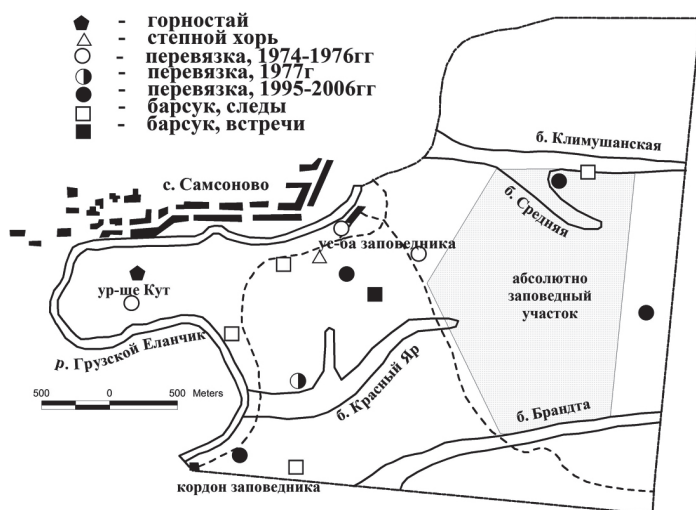 - горностай
- степной хорь
- перевязка, 1974-1976гг
- перевязка, 1977г
- перевязка, 1995-2006гг
- барсук, следы
- барсук, встречи
б. Климушанская
с. Самсоново
б. Средняя
ус-ба заповедника
абсолютно
заповедный
участок
ур-ще Кут
р. Грузской Еланчик
б. Красный Яр
500 0 500 Meters
б. Брандта
кордон заповедника